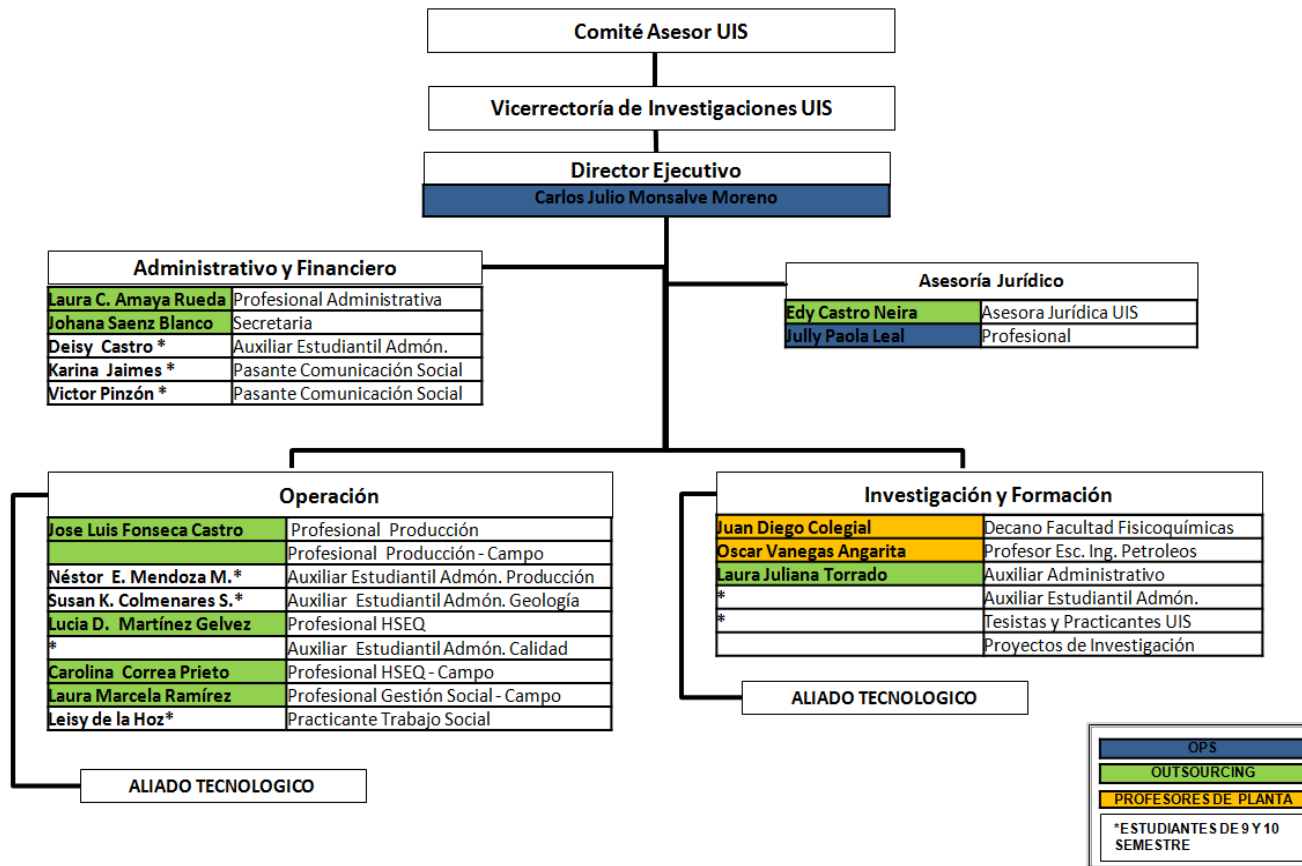 Comité Asesor UIS
Vicerrectoría de Investigaciones UIS
Director Ejecutivo
Carlos Julio Monsalve Moreno
Administrativo y Financiero
Laura C. Amaya Rueda Profesional Administrativa
Johana Saenz Blanco Secretaria
Deisy Castro * Auxiliar Estudiantil Admón.
Karina Jaimes * Pasante Comunicación Social
Victor Pinzón * Pasante Comunicación Social
Asesoría Jurídico
Edy Castro Neira Asesora Jurídica UIS
Jully Paola Leal Profesional
Operación
Jose Luis Fonseca Castro Profesional Producción
Profesional Producción - Campo
Néstor E. Mendoza M.* Auxiliar Estudiantil Admón. Producción
Susan K. Colmenares S.* Auxiliar Estudiantil Admón. Geología
Lucia D. Martínez Gelvez Profesional HSEQ
* Auxiliar Estudiantil Admón. Calidad
Carolina Correa Prieto Profesional HSEQ - Campo
Laura Marcela Ramírez Profesional Gestión Social - Campo
Leisy de la Hoz* Practicante Trabajo Social
ALIADO TECNOLOGICO
Investigación y Formación
Juan Diego Colegial Decano Facultad Fisicoquímicas
Oscar Vanegas Angarita Profesor Esc. Ing. Petroleos
Laura Juliana Torrado Auxiliar Administrativo
* Auxiliar Estudiantil Admón.
* Tesistas y Practicantes UIS
Proyectos de Investigación
ALIADO TECNOLOGICO
OPS
OUTSOURCING
PROFESORES DE PLANTA
*ESTUDIANTES DE 9 Y 10
SEMESTRE